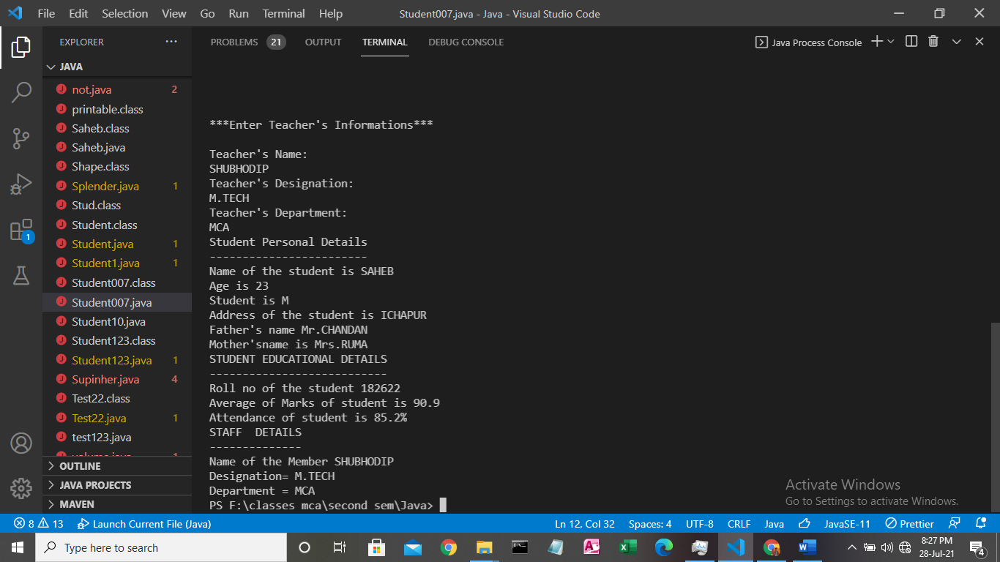 File Edit Selection View Go Run Terminal Help
Student007.java - Java - Visual Studio Code
EXPLORER
JAVA
not.java 2
printable.class
Saheb.class
Saheb.java
Shape.class
Splender.java 1
Stud.class
Student.class
Student.java 1
Student1.java 1
Student007.class
Student007.java
Student10.java
Student123.class
Student123.java 1
Supinher.java 4
Test22.class
Test22.java 1
test123.java
OUTLINE
JAVA PROJECTS
MAVEN
1
PROBLEMS 21 OUTPUT TERMINAL DEBUG CONSOLE
Java Process Console
***Enter Teacher's Informations***
Teacher's Name:
SHUBHODIP
Teacher's Designation:
M.TECH
Teacher's Department:
MCA
Student Personal Details
------------------------
Name of the student is SAHEB
Age is 23
Student is M
Address of the student is ICHAPUR
Father's name Mr.CHANDAN
Mother'sname is Mrs.RUMA
STUDENT EDUCATIONAL DETAILS
---------------------------
Roll no of the student 182622
Average of Marks of student is 90.9
Attendance of student is 85.2%
STAFF  DETAILS
--------------
Name of the Member SHUBHODIP
Designation= M.TECH
Department = MCA
PS F:\classes mca\second sem\Java>
Activate Windows
Go to Settings to activate Windows.
8 13 Launch Current File (Java)
Ln 12, Col 32 Spaces: 4 UTF-8 CRLF Java JavaSE-11 Prettier
Type here to search
8:27 PM
28-Jul-21
4